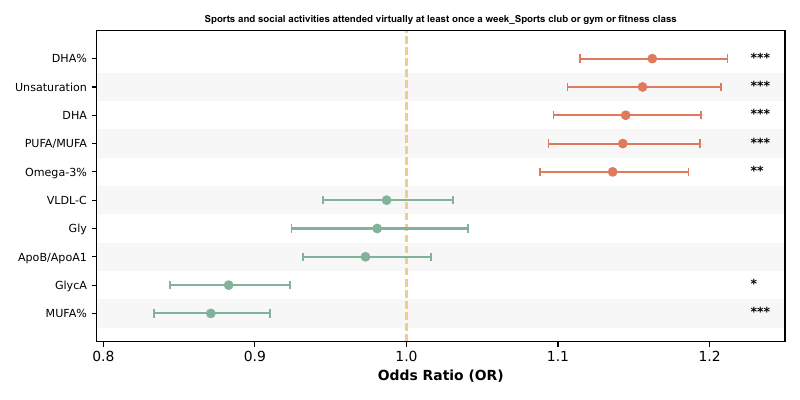 Sports and social activities attended virtually at least once a week_Sports club or gym or fitness class
DHA% ***
Unsaturation ***
DHA ***
PUFA/MUFA ***
Omega-3% **
VLDL-C
Gly
ApoB/ApoA1
GlycA *
MUFA% ***
0.8 0.9 1.0 1.1 1.2
Odds Ratio (OR)